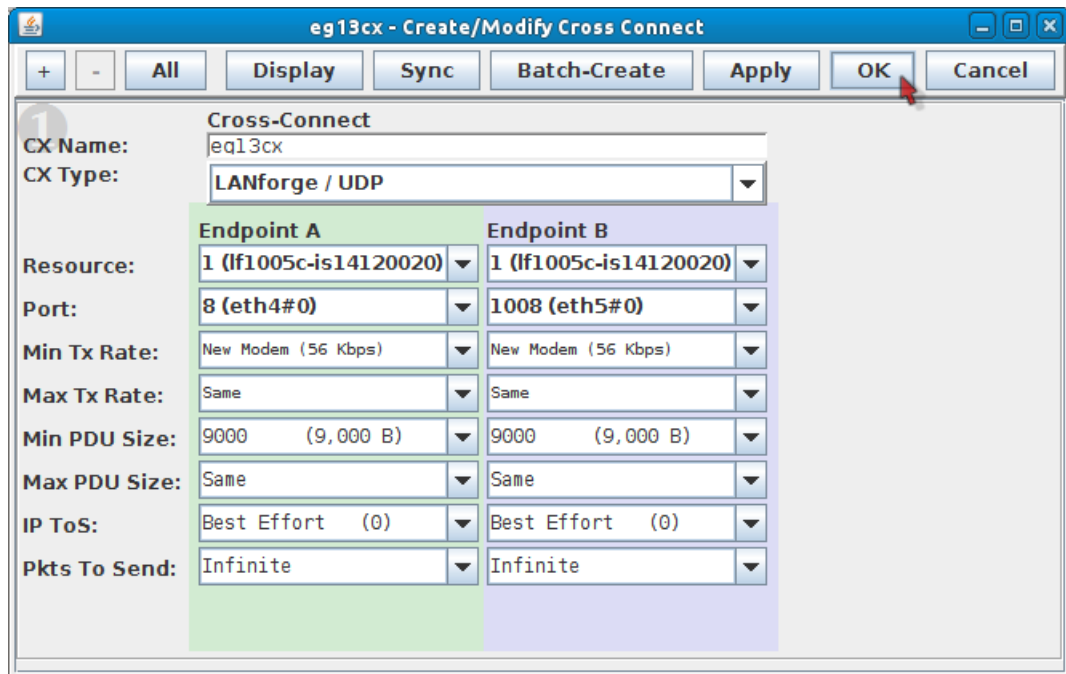 eg13cx - Create/Modify Cross Connect
+ - All Display Sync Batch-Create Apply OK Cancel
1
Cross-Connect
CX Name: eg13cx
CX Type: LANforge / UDP
Endpoint A Endpoint B
Resource: 1 (lf1005c-is14120020) 1 (lf1005c-is14120020)
Port: 8 (eth4#0) 1008 (eth5#0)
Min Tx Rate: New Modem (56 Kbps) New Modem (56 Kbps)
Max Tx Rate: Same Same
Min PDU Size: 9000 (9,000 B) 9000 (9,000 B)
Max PDU Size: Same Same
IP ToS: Best Effort (0) Best Effort (0)
Pkts To Send: Infinite Infinite